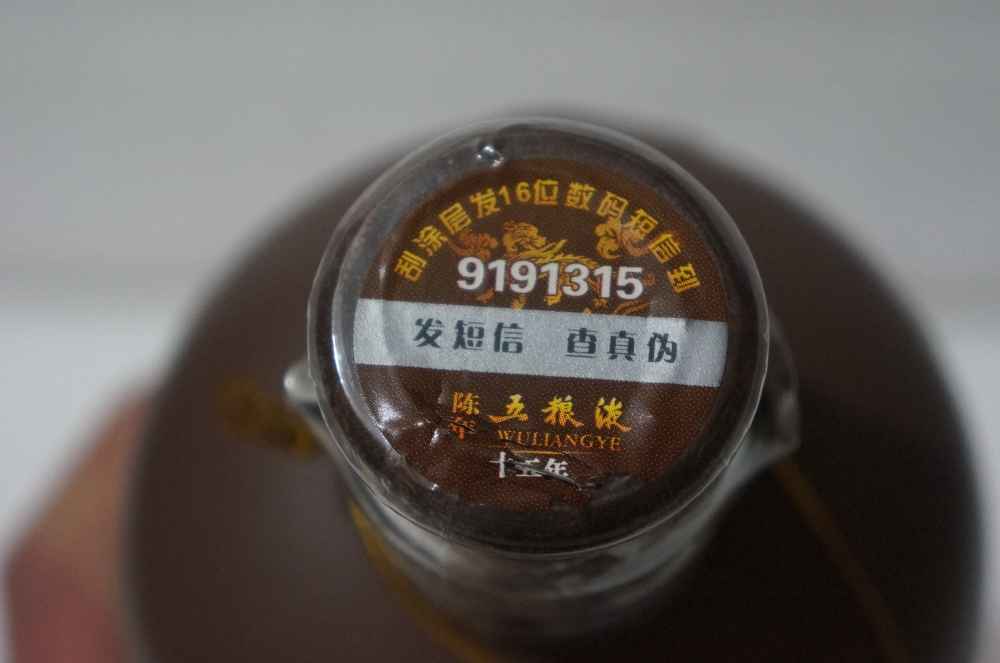 刮涂层发16位数码短信到
9191315
发短信 查真伪
陈年 五粮液
WULIANGYE
十五年